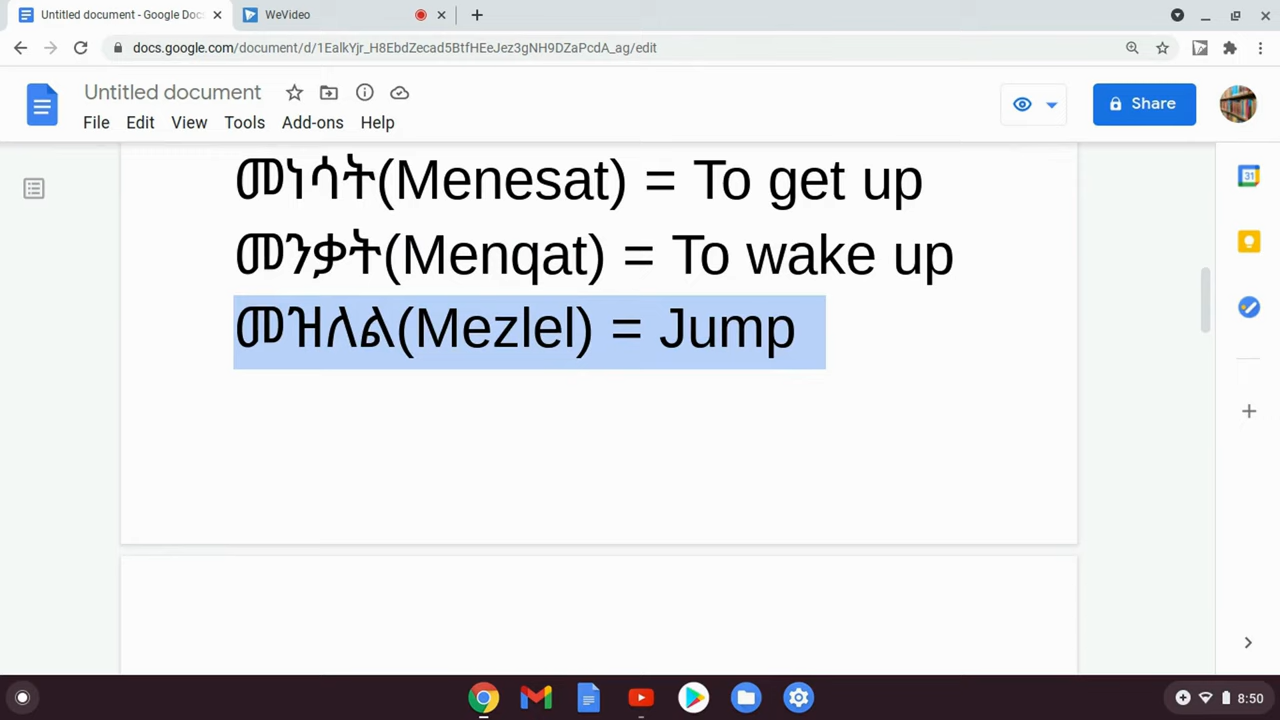 Untitled document - Google Docs
WeVideo
docs.google.com/document/d/1EalkYjr_H8EbdZecad5BtfHEeJez3gNH9DZaPcdA_ag/edit
Untitled document
Share
File Edit View Tools Add-ons Help
መነሳት(Menesat) = To get up
መንቃት(Menqat) = To wake up
መዝለል(Mezlel) = Jump
31
8:50